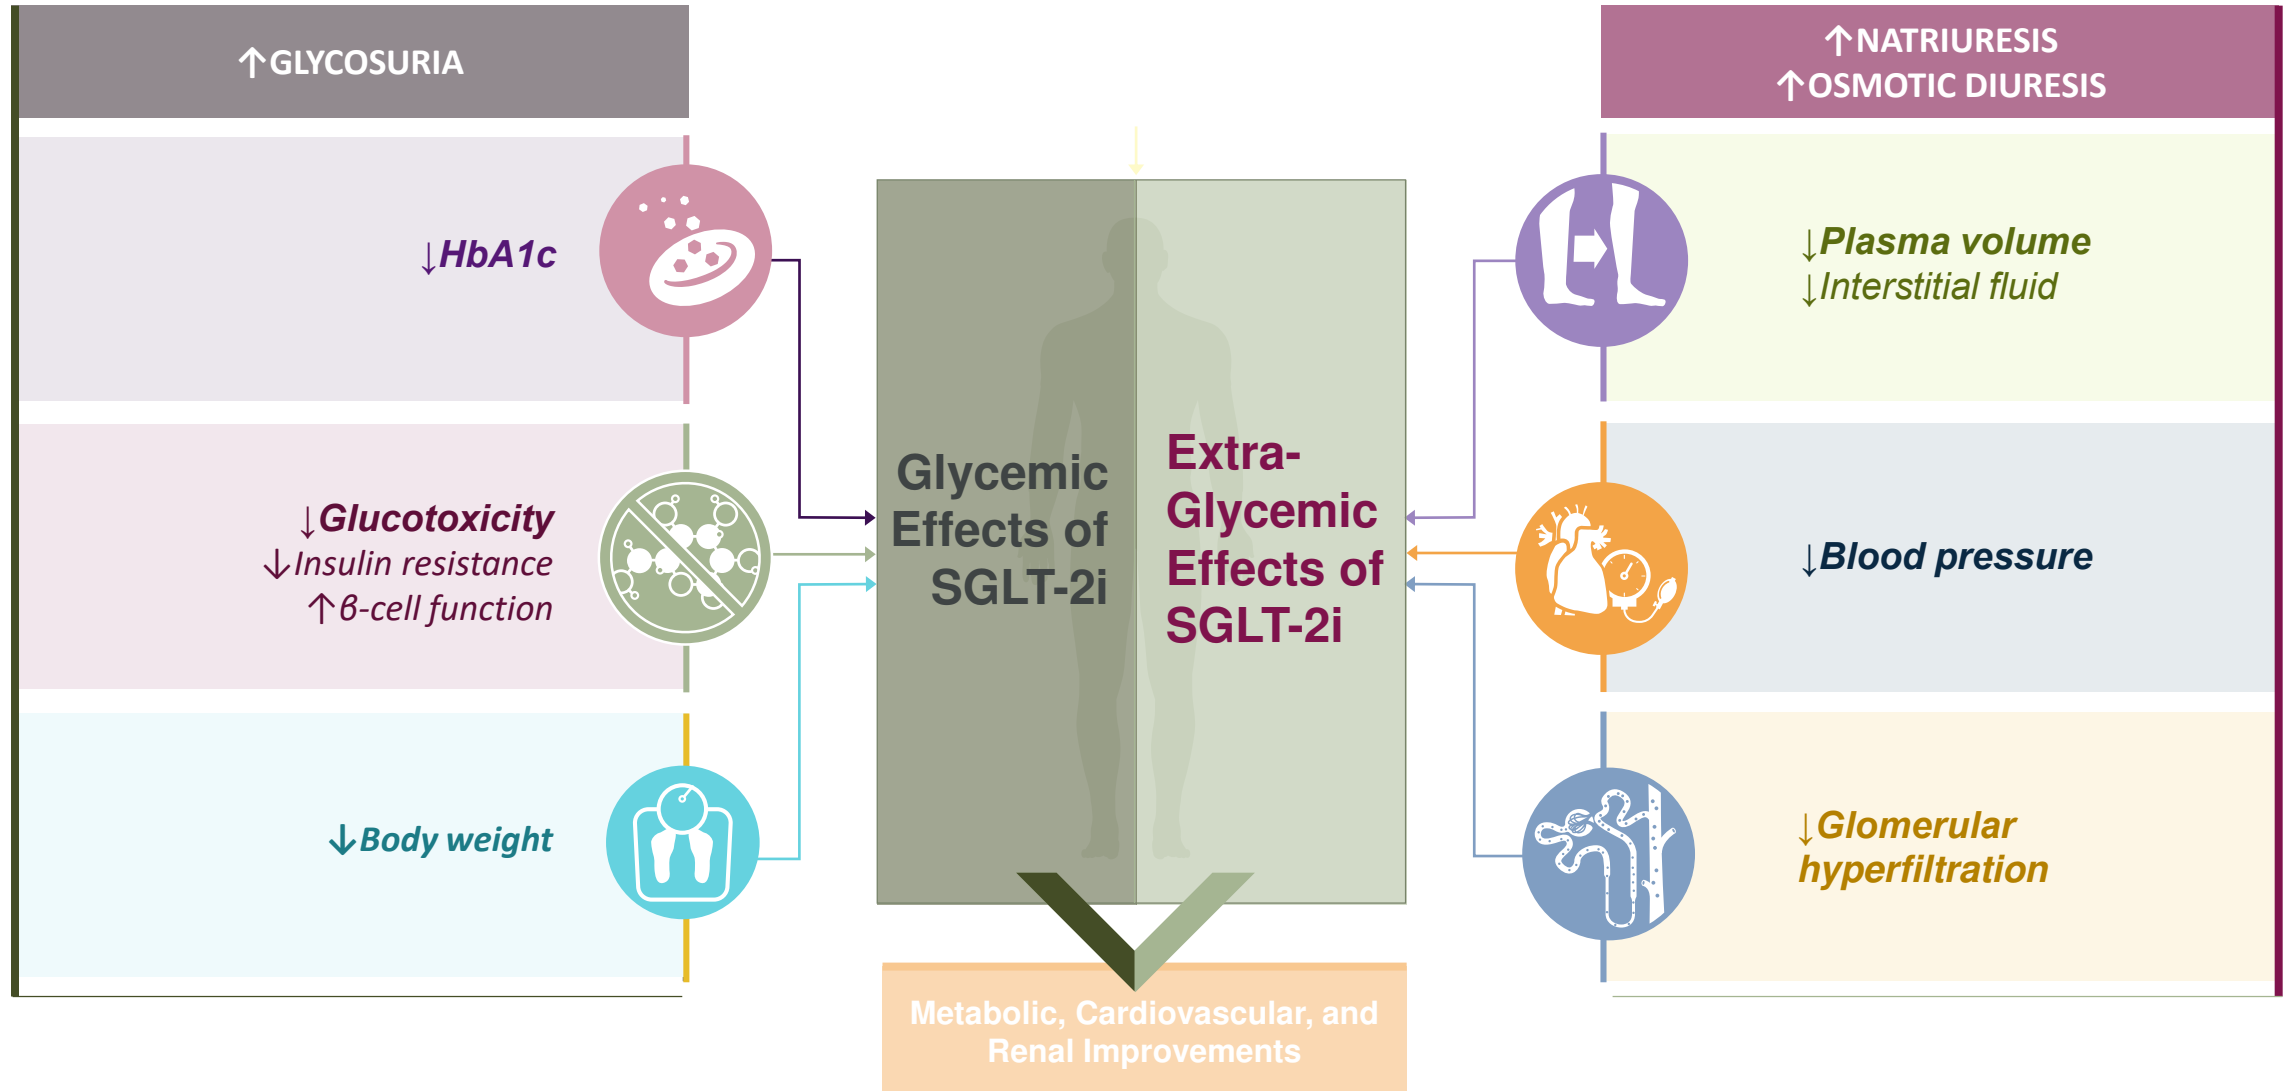 ↑GLYCOSURIA
↓HbA1c
↓Glucotoxicity
↓Insulin resistance
↑β-cell function
↓Body weight
Glycemic
Effects of
SGLT-2i
Extra-
Glycemic
Effects of
SGLT-2i
↑NATRIURESIS
↑OSMOTIC DIURESIS
↓Plasma volume
↓Interstitial fluid
↓Blood pressure
↓Glomerular
hyperfiltration
Metabolic, Cardiovascular, and
Renal Improvements